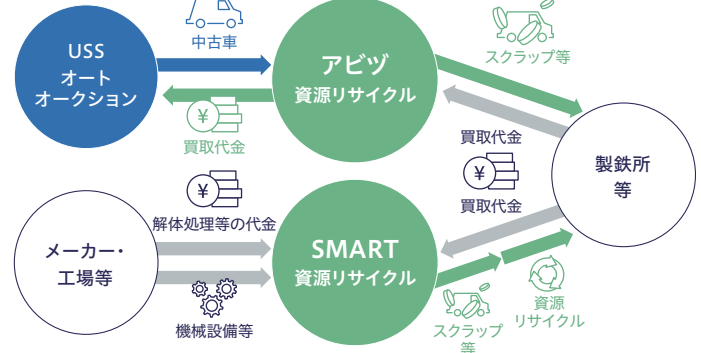 USS
オート
オークション
中古車
¥
買取代金
アビヅ
資源リサイクル
スクラップ等
買取代金
¥
買取代金
製鉄所
等
メーカー・
工場等
¥
解体処理等の代金
機械設備等
SMART
資源リサイクル
スクラップ
等
資源
リサイクル